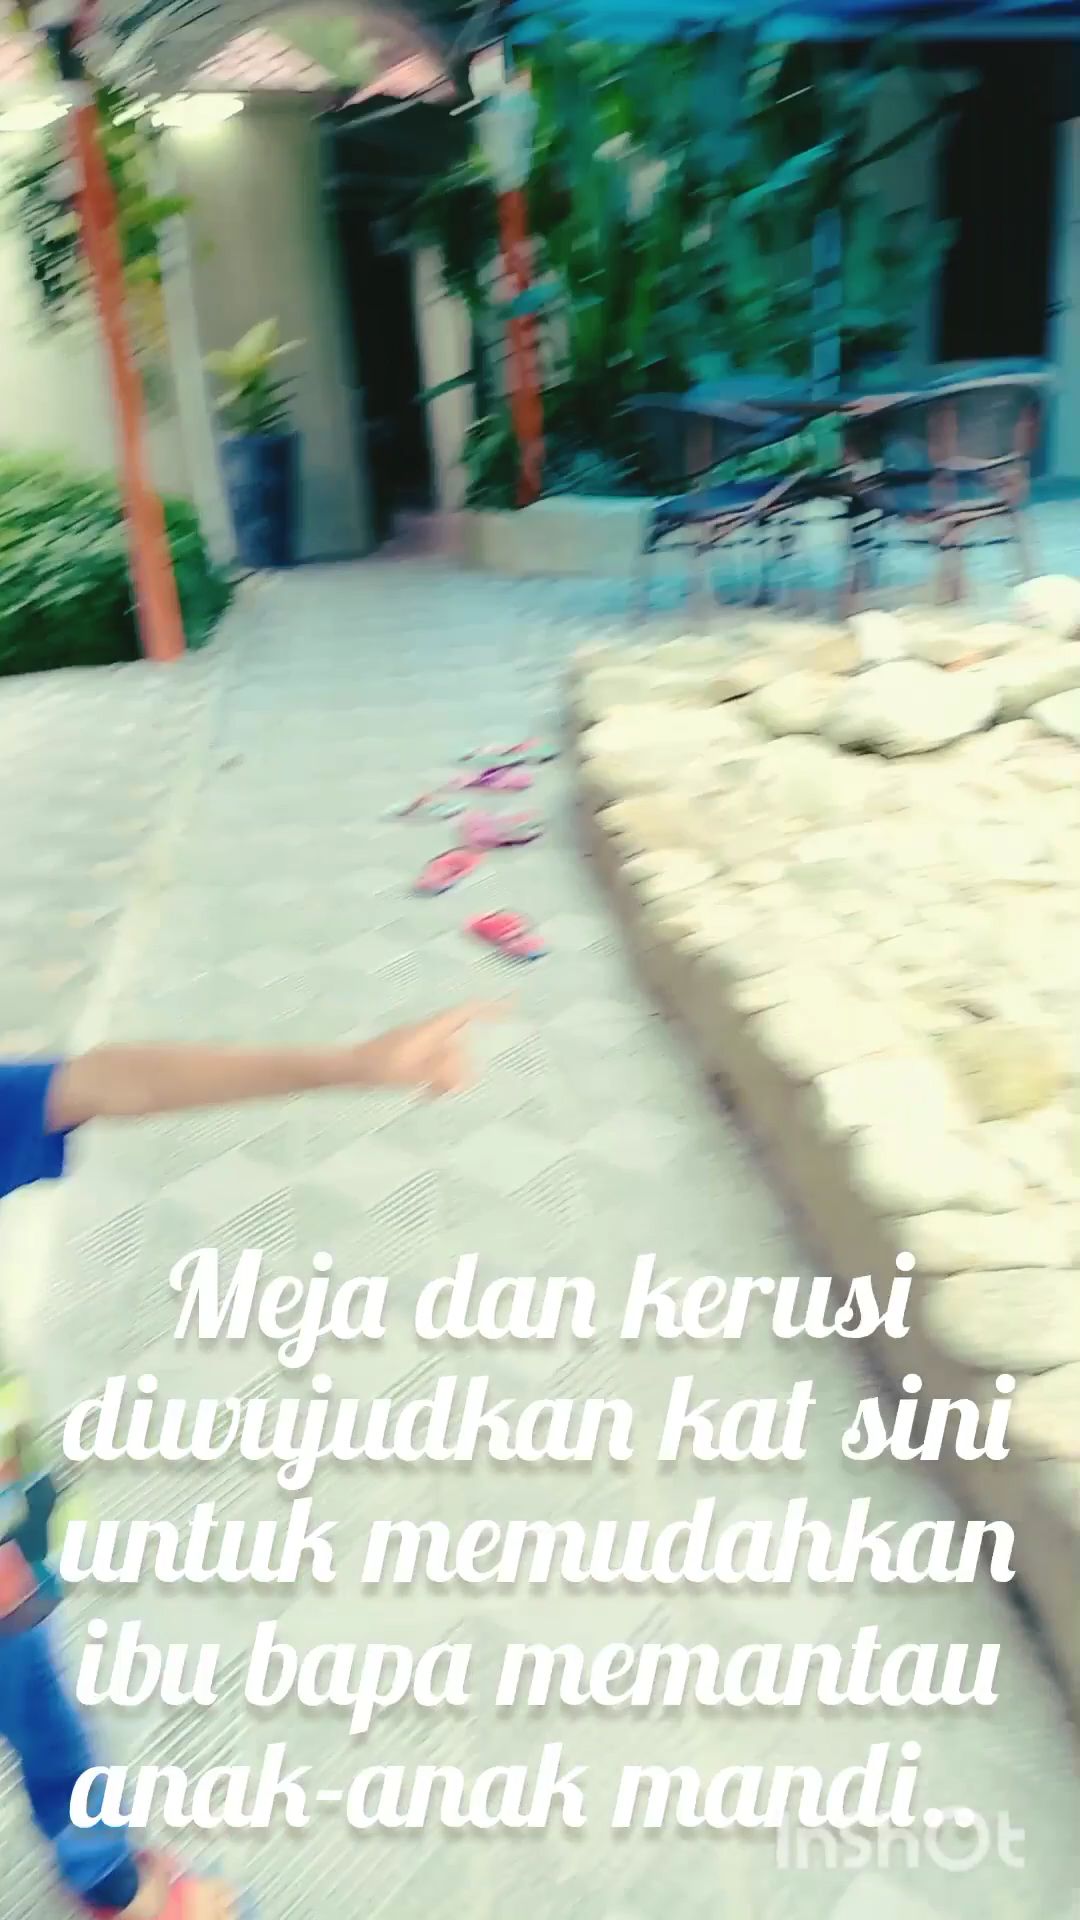 Meja dan kerusi
diwujudkan kat sini
untuk memudahkan
ibu bapa memantau
anak-anak mandi..
InShOt